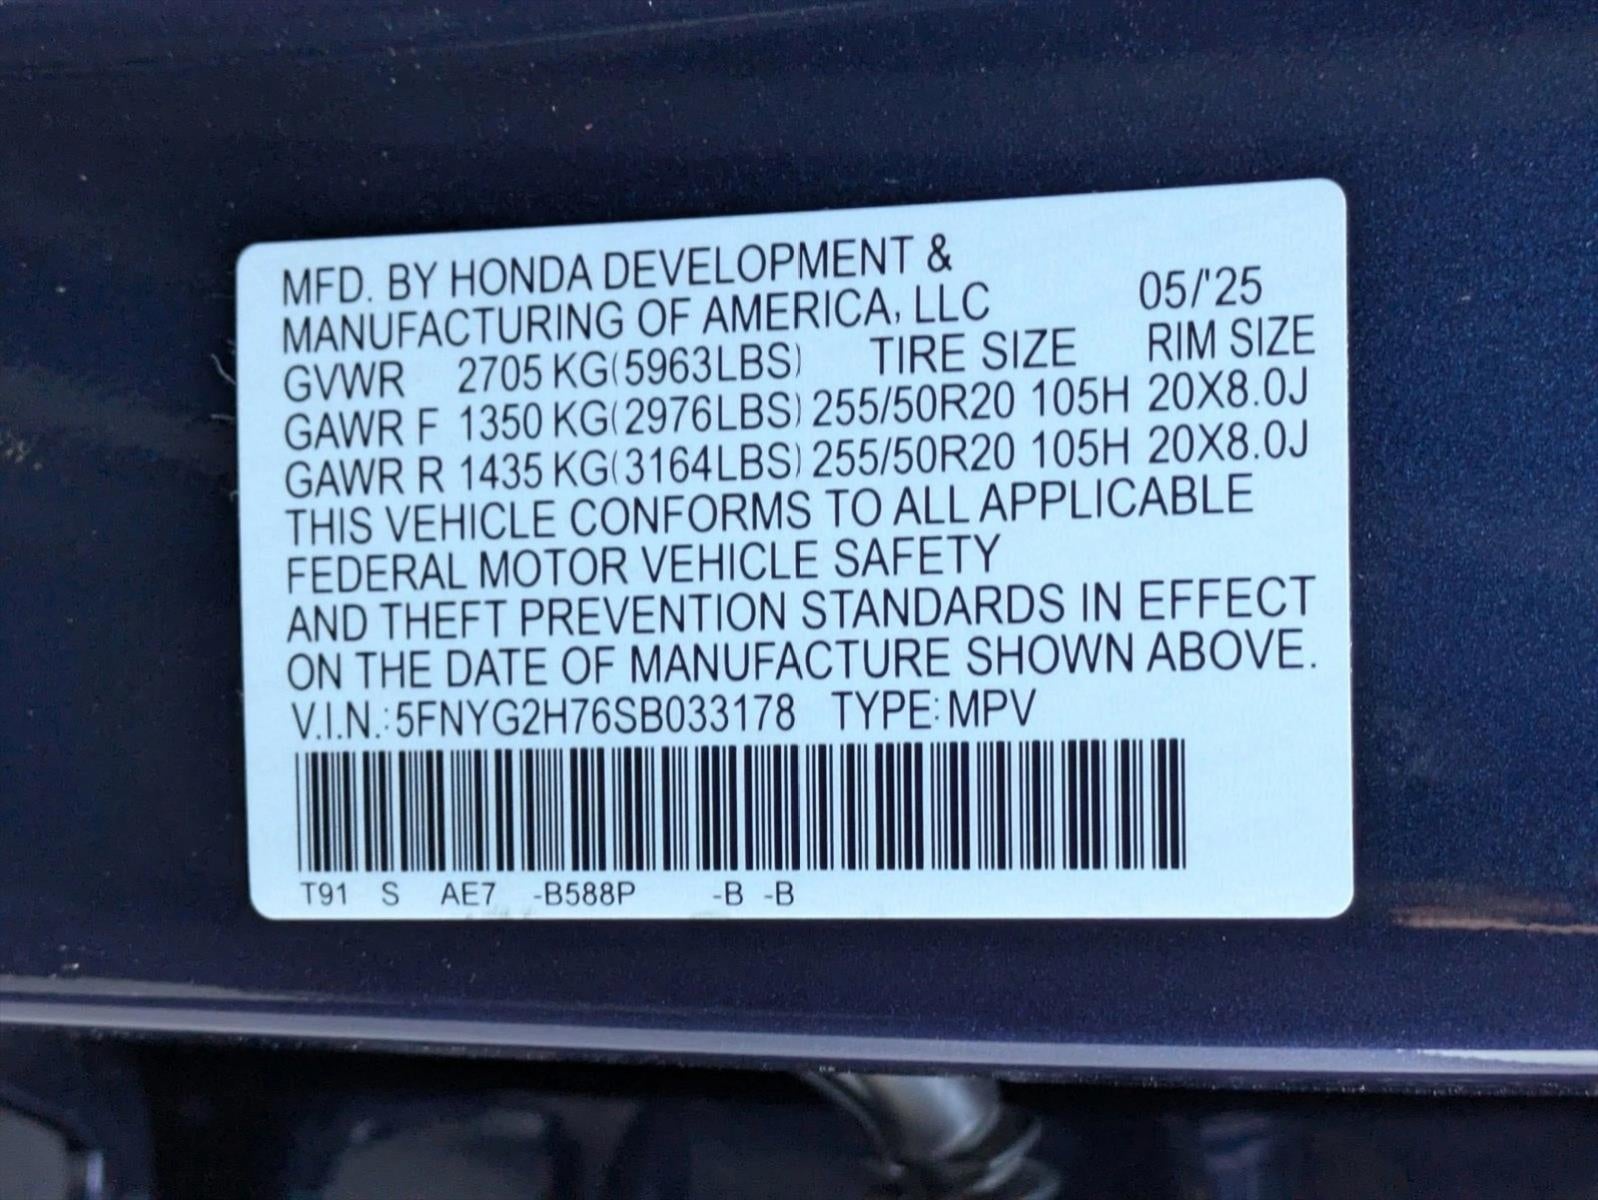 MFD. BY HONDA DEVELOPMENT &
MANUFACTURING OF AMERICA, LLC 05/'25
GVWR 2705 KG(5963LBS) TIRE SIZE RIM SIZE
GAWR F 1350 KG(2976LBS) 255/50R20 105H 20X8.0J
GAWR R 1435 KG(3164LBS) 255/50R20 105H 20X8.0J
THIS VEHICLE CONFORMS TO ALL APPLICABLE
FEDERAL MOTOR VEHICLE SAFETY
AND THEFT PREVENTION STANDARDS IN EFFECT
ON THE DATE OF MANUFACTURE SHOWN ABOVE.
V.I.N.:5FNYG2H76SB033178 TYPE:MPV
T91 S AE7 -B588P -B -B